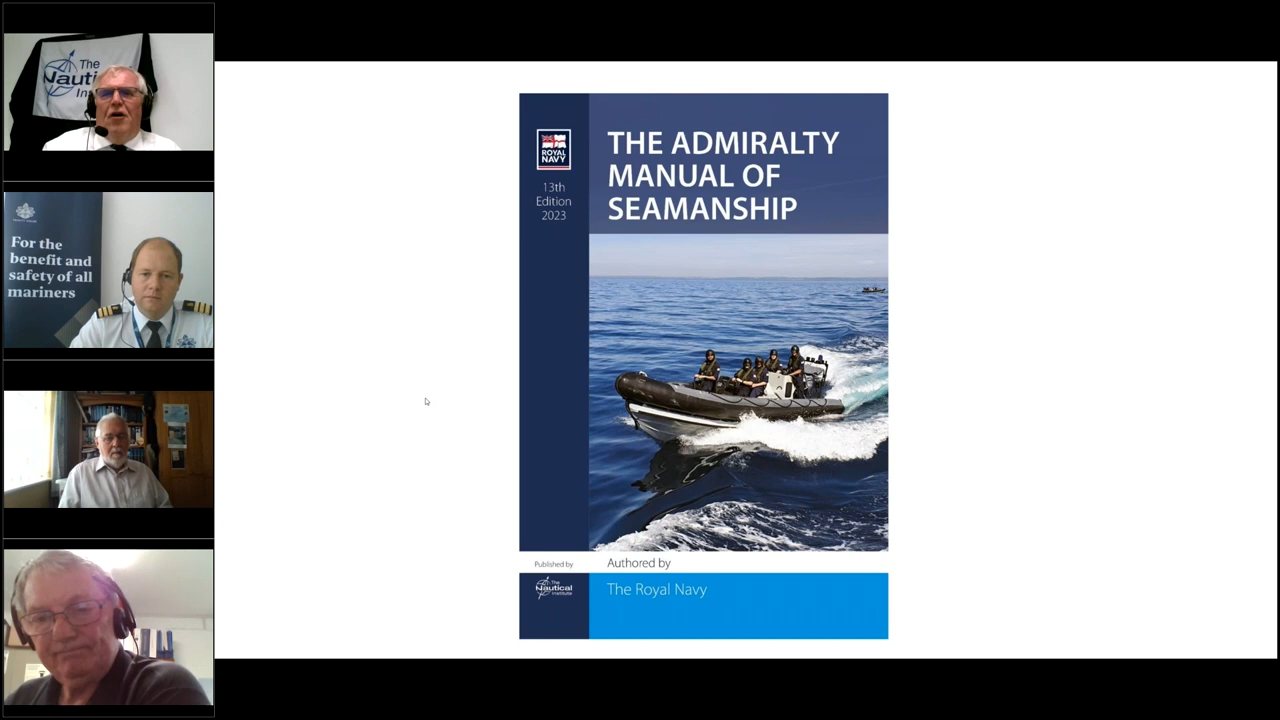 The
Nauti
Ins
For the
benefit and
safety of all
mariners
ROYAL
NAVY
13th
Edition
2023
THE ADMIRALTY
MANUAL OF
SEAMANSHIP
Published by
The
Nautical
Institute
Authored by
The Royal Navy